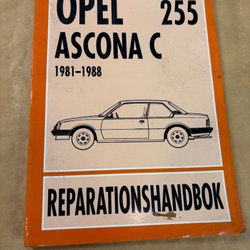 OPEL 255
ASCONA C
1981–1988
REPARATIONSHANDBOK